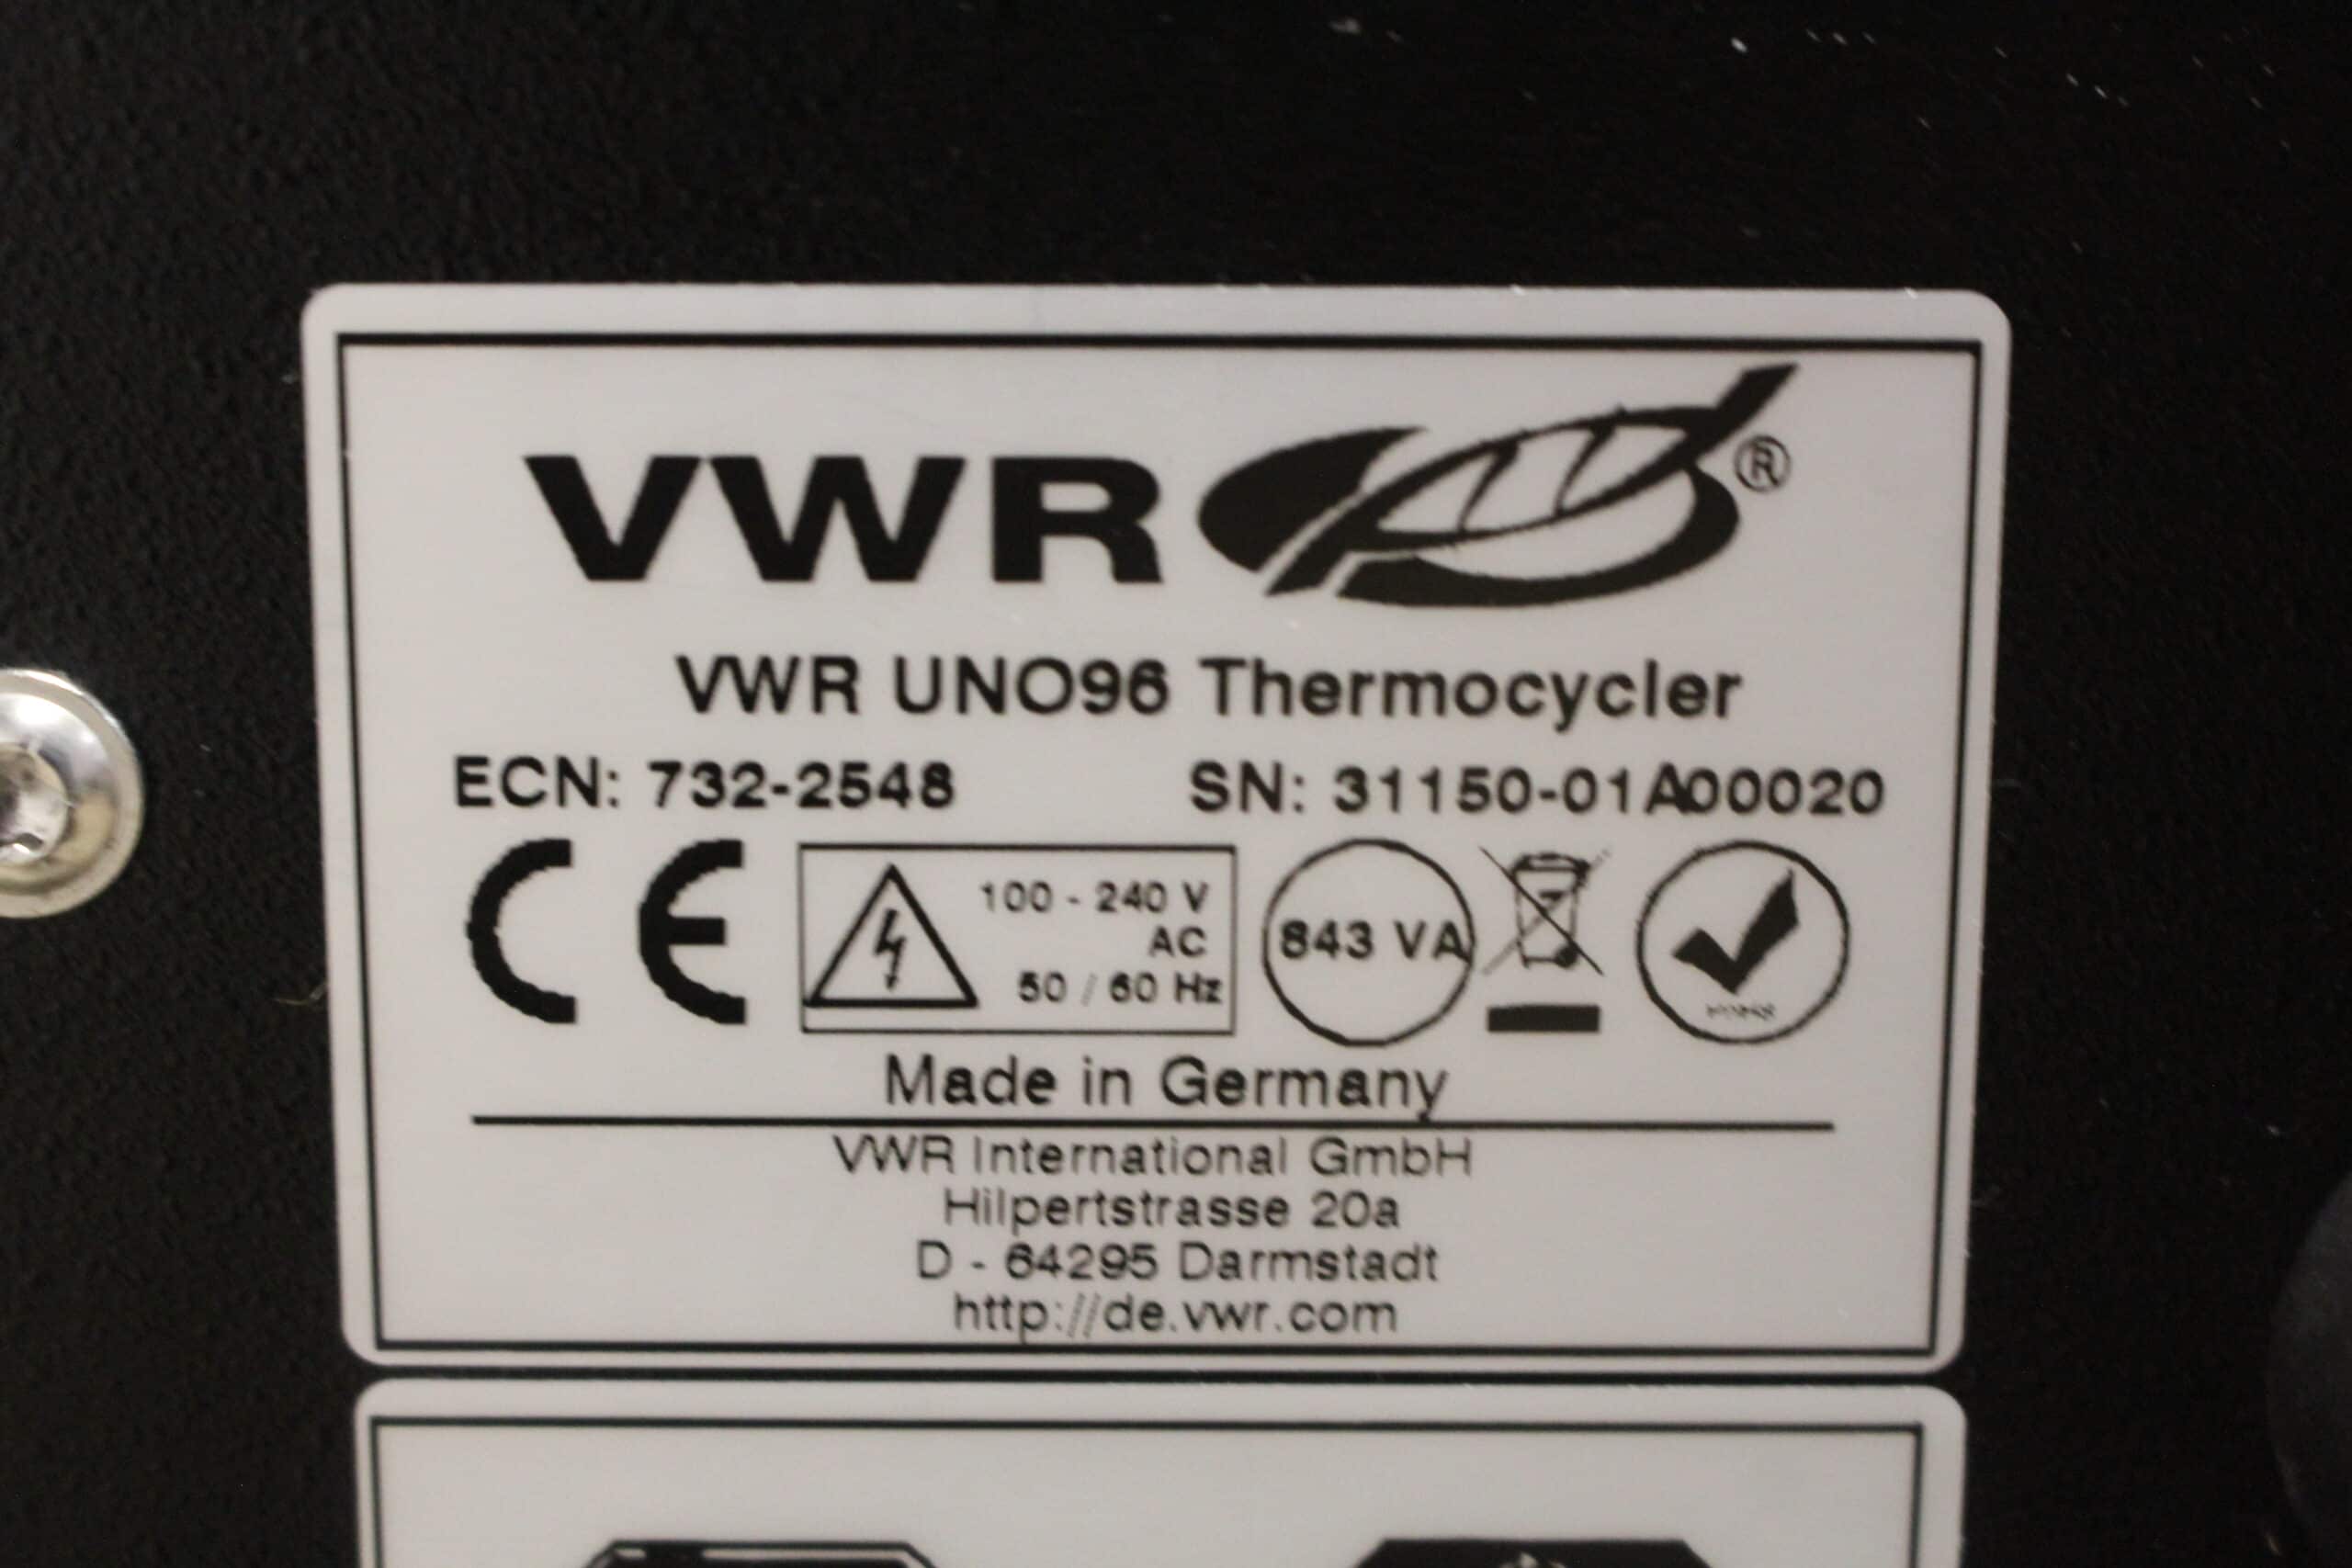 VWR ®
VWR UNO96 Thermocycler
ECN: 732-2548 SN: 31150-01A00020
CE 100 - 240 V
AC
50 / 60 Hz
843 VA
Made in Germany
VWR International GmbH
Hilpertstrasse 20a
D - 64295 Darmstadt
http://de.vwr.com